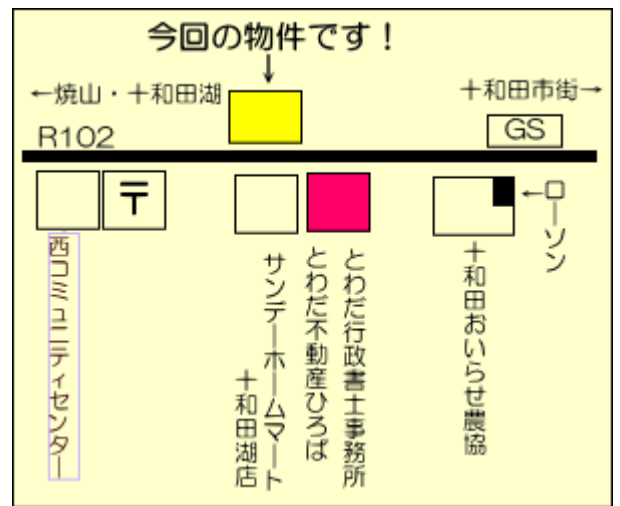 今回の物件です！
↓
←焼山・十和田湖
十和田市街→
R102
GS
〒
←ローソン
西コミュニティセンター
サンデーホームマート
十和田湖店
とわだ不動産ひろば
とわだ行政書士事務所
十和田おいらせ農協